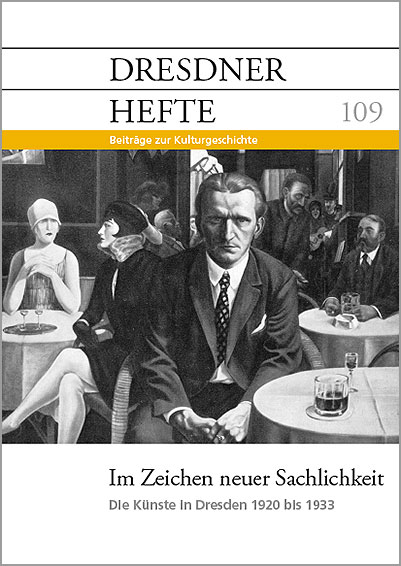 DRESDNER
HEFTE 109
Beiträge zur Kulturgeschichte
Im Zeichen neuer Sachlichkeit
Die Künste in Dresden 1920 bis 1933